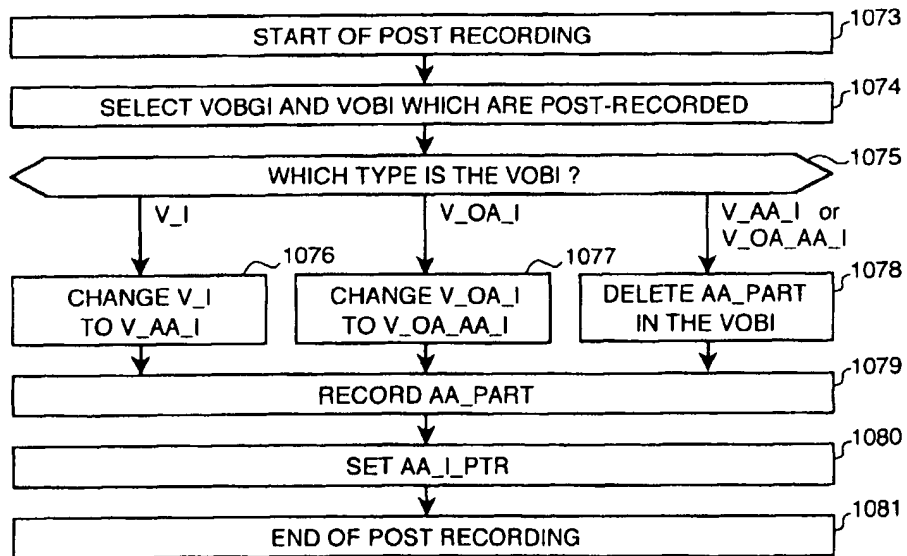 START OF POST RECORDING
1073
SELECT VOBGI AND VOBI WHICH ARE POST-RECORDED
1074
WHICH TYPE IS THE VOBI ?
1075
V_I
V_OA_I
V_AA_I or
V_OA_AA_I
1076
CHANGE V_I
TO V_AA_I
1077
CHANGE V_OA_I
TO V_OA_AA_I
1078
DELETE AA_PART
IN THE VOBI
1079
RECORD AA_PART
1080
SET AA_I_PTR
1081
END OF POST RECORDING